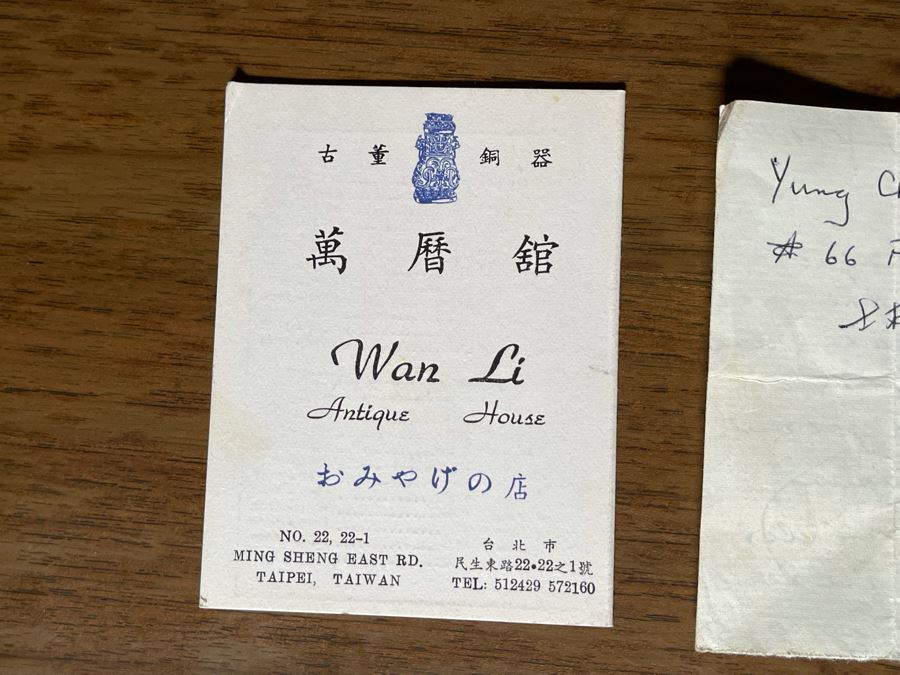 古董 銅器
萬曆舘
Wan Li
Antique House
おみやげの店
NO. 22, 22-1
MING SHENG EAST RD.
TAIPEI, TAIWAN
台北市
民生東路22•22之1號
TEL: 512429 572160
Yung
# 66